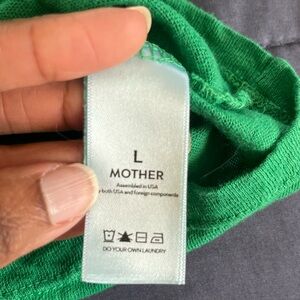 L
MOTHER
Assembled in USA
both USA and foreign components
DO YOUR OWN LAUNDRY